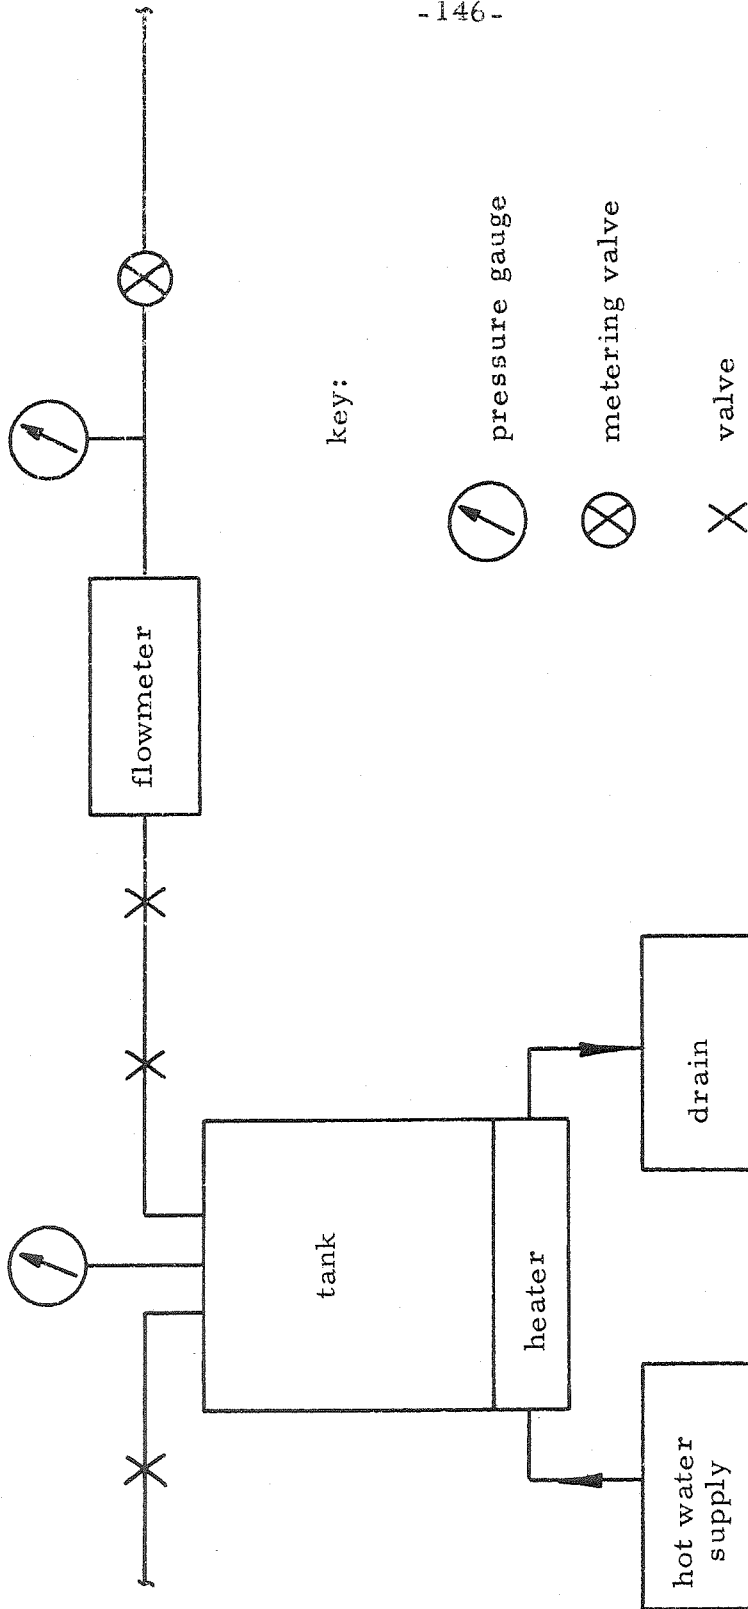 -146-
flowmeter
tank
heater
hot water
supply
drain
key:
pressure gauge
metering valve
valve